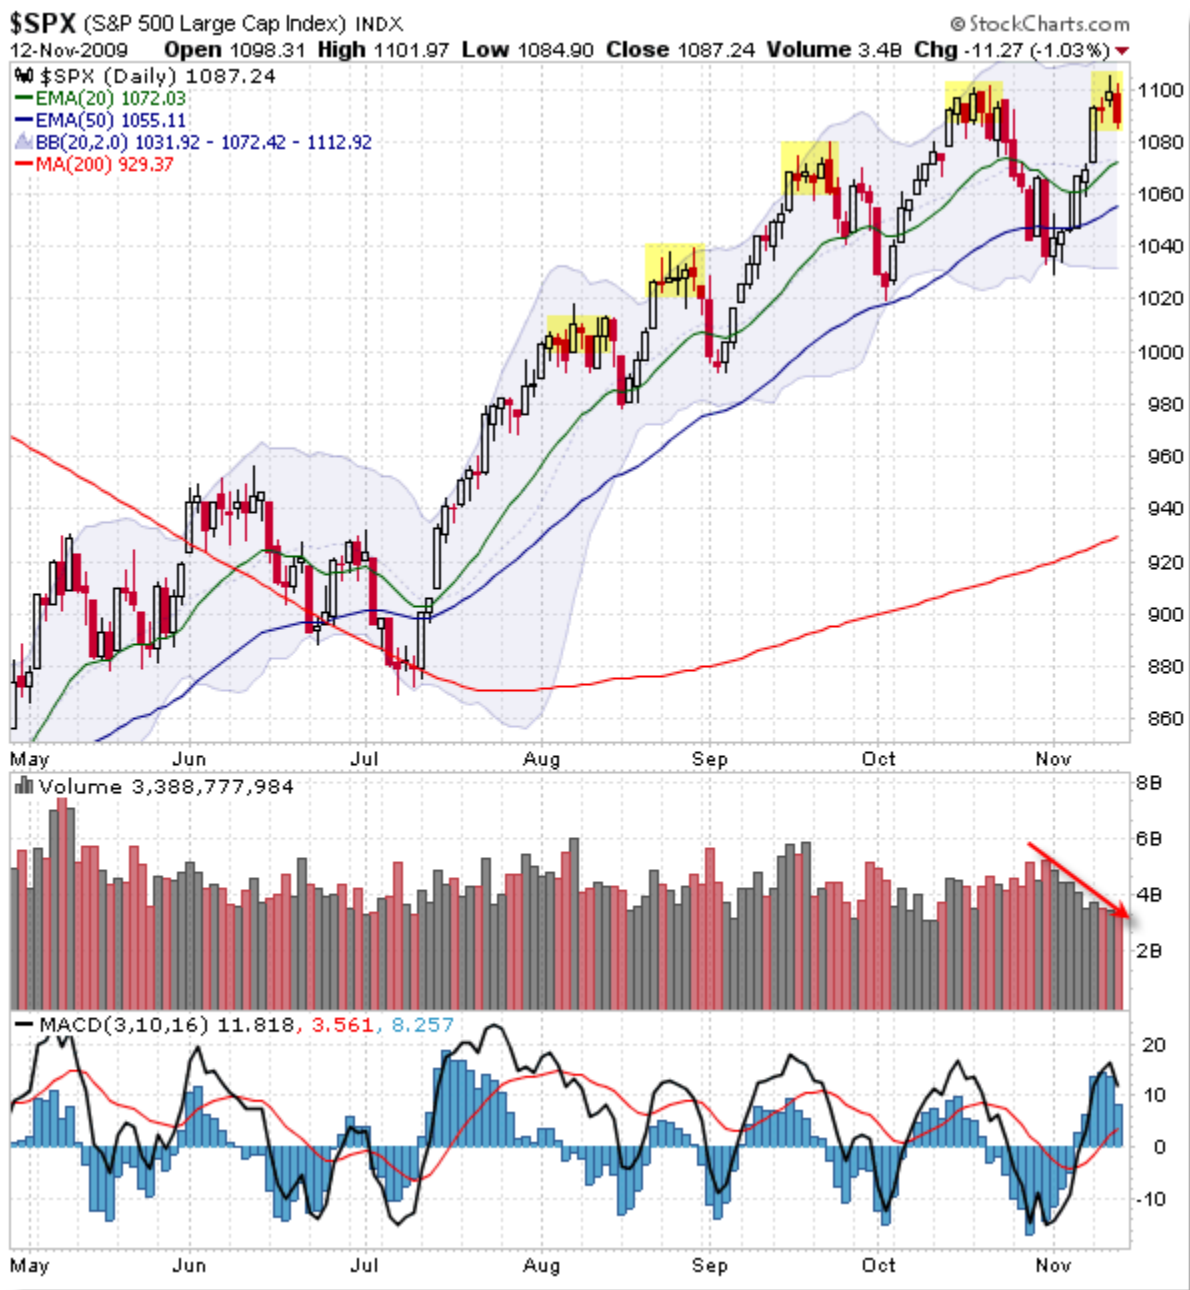 $SPX (S&P 500 Large Cap Index) INDX
© StockCharts.com
12-Nov-2009 Open 1098.31 High 1101.97 Low 1084.90 Close 1087.24 Volume 3.4B Chg -11.27 (-1.03%)
$SPX (Daily) 1087.24
EMA(20) 1072.03
EMA(50) 1055.11
BB(20,2.0) 1031.92 - 1072.42 - 1112.92
MA(200) 929.37
1100
1080
1060
1040
1020
1000
980
960
940
920
900
880
860
May Jun Jul Aug Sep Oct Nov
Volume 3,388,777,984
8B
6B
4B
2B
MACD(3,10,16) 11.818, 3.561, 8.257
20
10
0
-10
May Jun Jul Aug Sep Oct Nov